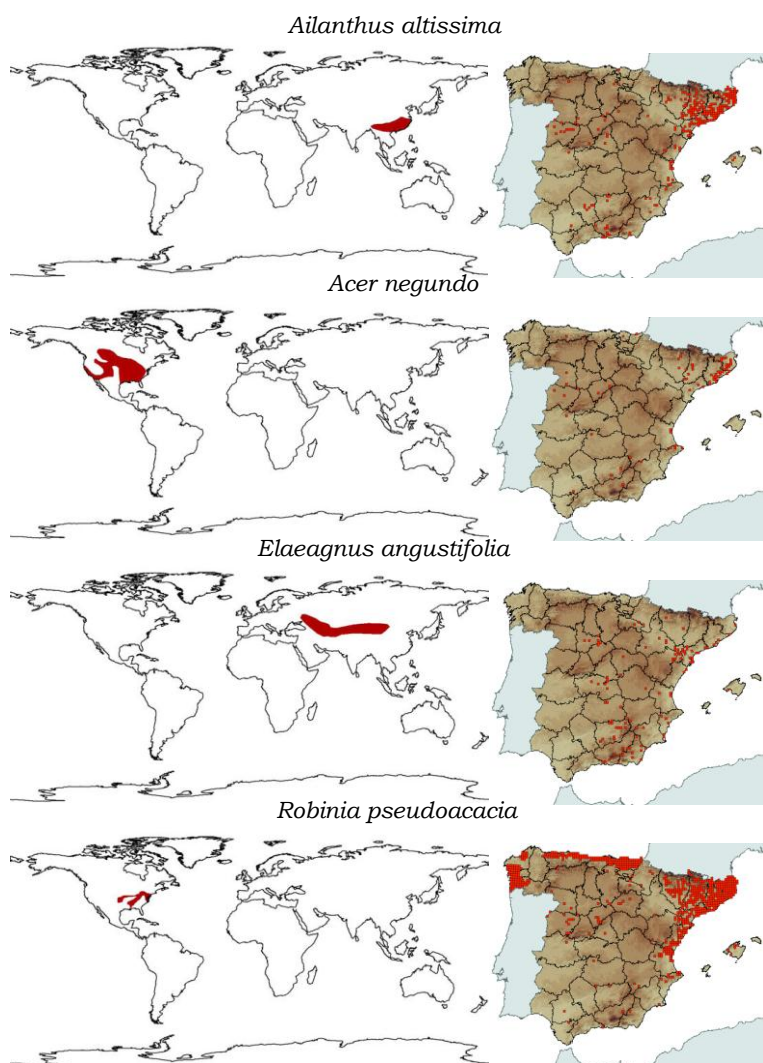 Ailanthus altissima
Acer negundo
Elaeagnus angustifolia
Robinia pseudoacacia